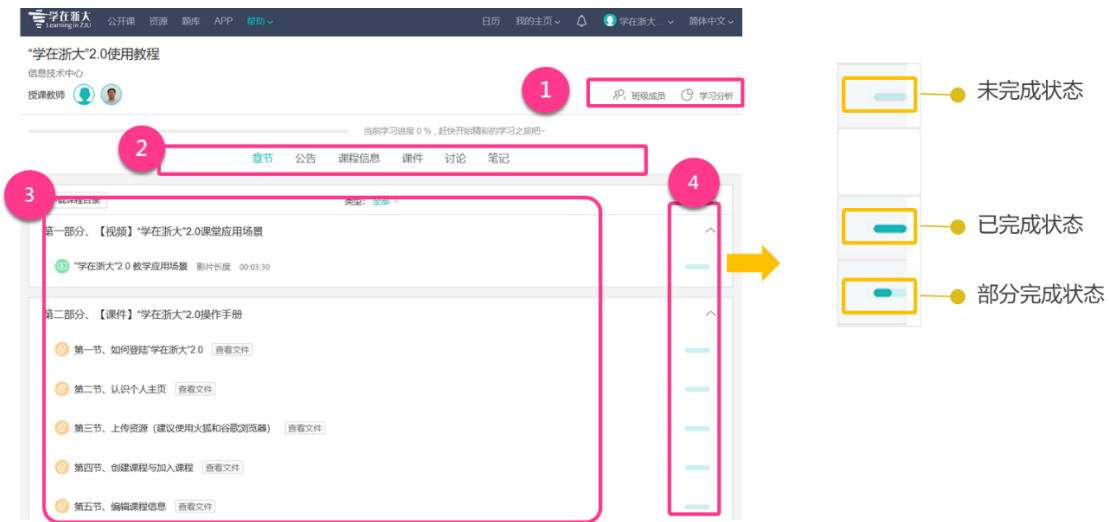 学在浙大 公开课 资源 题库 APP 帮助 日历 我的主页 学在浙大... 简体中文
Learning in ZJU
“学在浙大”2.0使用教程
信息技术中心
授课教师
1
班级成员 学习分析
未完成状态
当前学习进度 0 % , 赶快开始精彩的学习之旅吧~
2
章节 公告 课程信息 课件 讨论 笔记
3
4
下载课程目录 类型: 全部
第一部分、【视频】“学在浙大”2.0课堂应用场景
已完成状态
“学在浙大”2.0 教学应用场景 影片长度 00:03:30
部分完成状态
第二部分、【课件】“学在浙大”2.0操作手册
第一节、如何登陆“学在浙大”2.0 查看文件
第二节、认识个人主页 查看文件
第三节、上传资源（建议使用火狐和谷歌浏览器） 查看文件
第四节、创建课程与加入课程 查看文件
第五节、编辑课程信息 查看文件